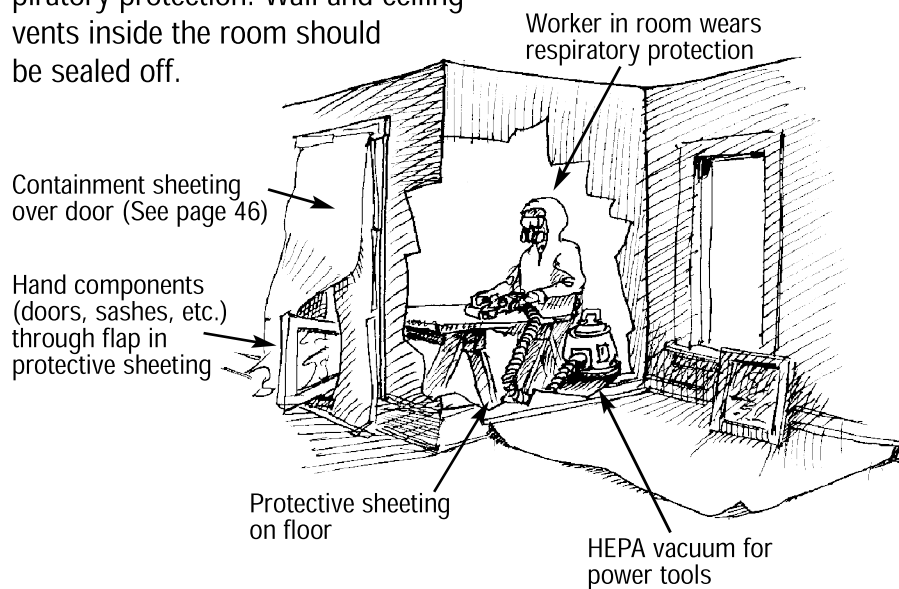 piratory protection. Wall and ceiling
vents inside the room should
be sealed off.
Worker in room wears
respiratory protection
Containment sheeting
over door (See page 46)
Hand components
(doors, sashes, etc.)
through flap in
protective sheeting
Protective sheeting
on floor
HEPA vacuum for
power tools